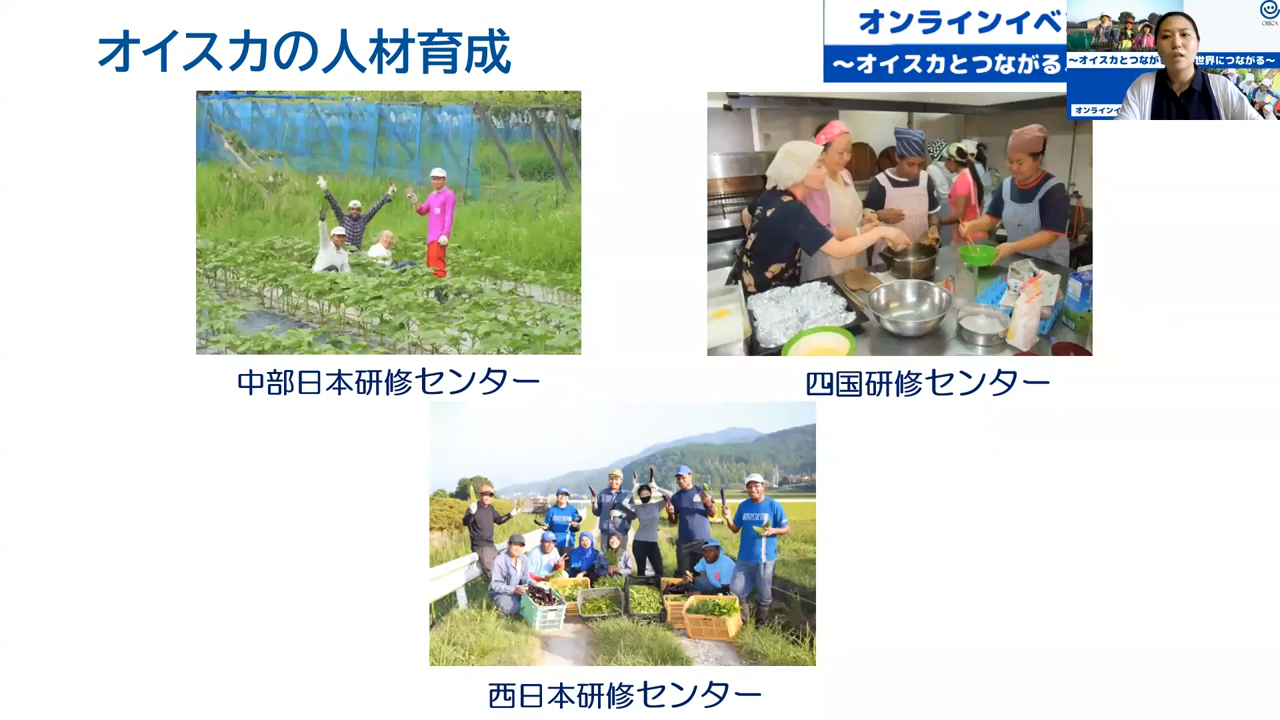 オイスカの人材育成
オンラインイベ
～オイスカとつながる
OISCA
～オイスカとつなが
世界につながる～
オンラインイ
中部日本研修センター
四国研修センター
西日本研修センター